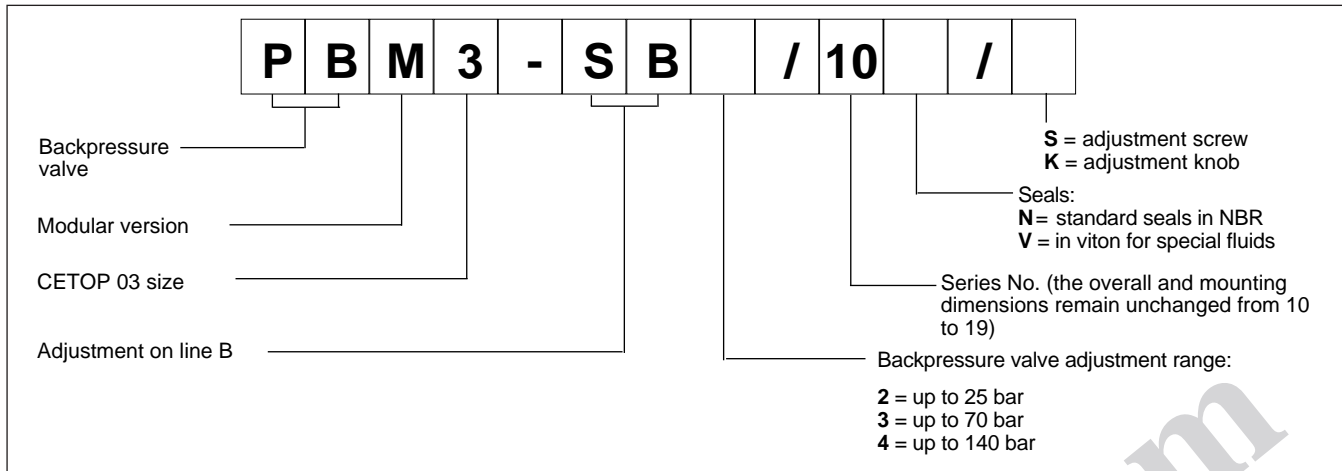 P B M 3 - S B / 10 /
Backpressure
valve
Modular version
CETOP 03 size
Adjustment on line B
S = adjustment screw
K = adjustment knob
Seals:
N = standard seals in NBR
V = in viton for special fluids
Series No. (the overall and mounting
dimensions remain unchanged from 10
to 19)
Backpressure valve adjustment range:
2 = up to 25 bar
3 = up to 70 bar
4 = up to 140 bar
m